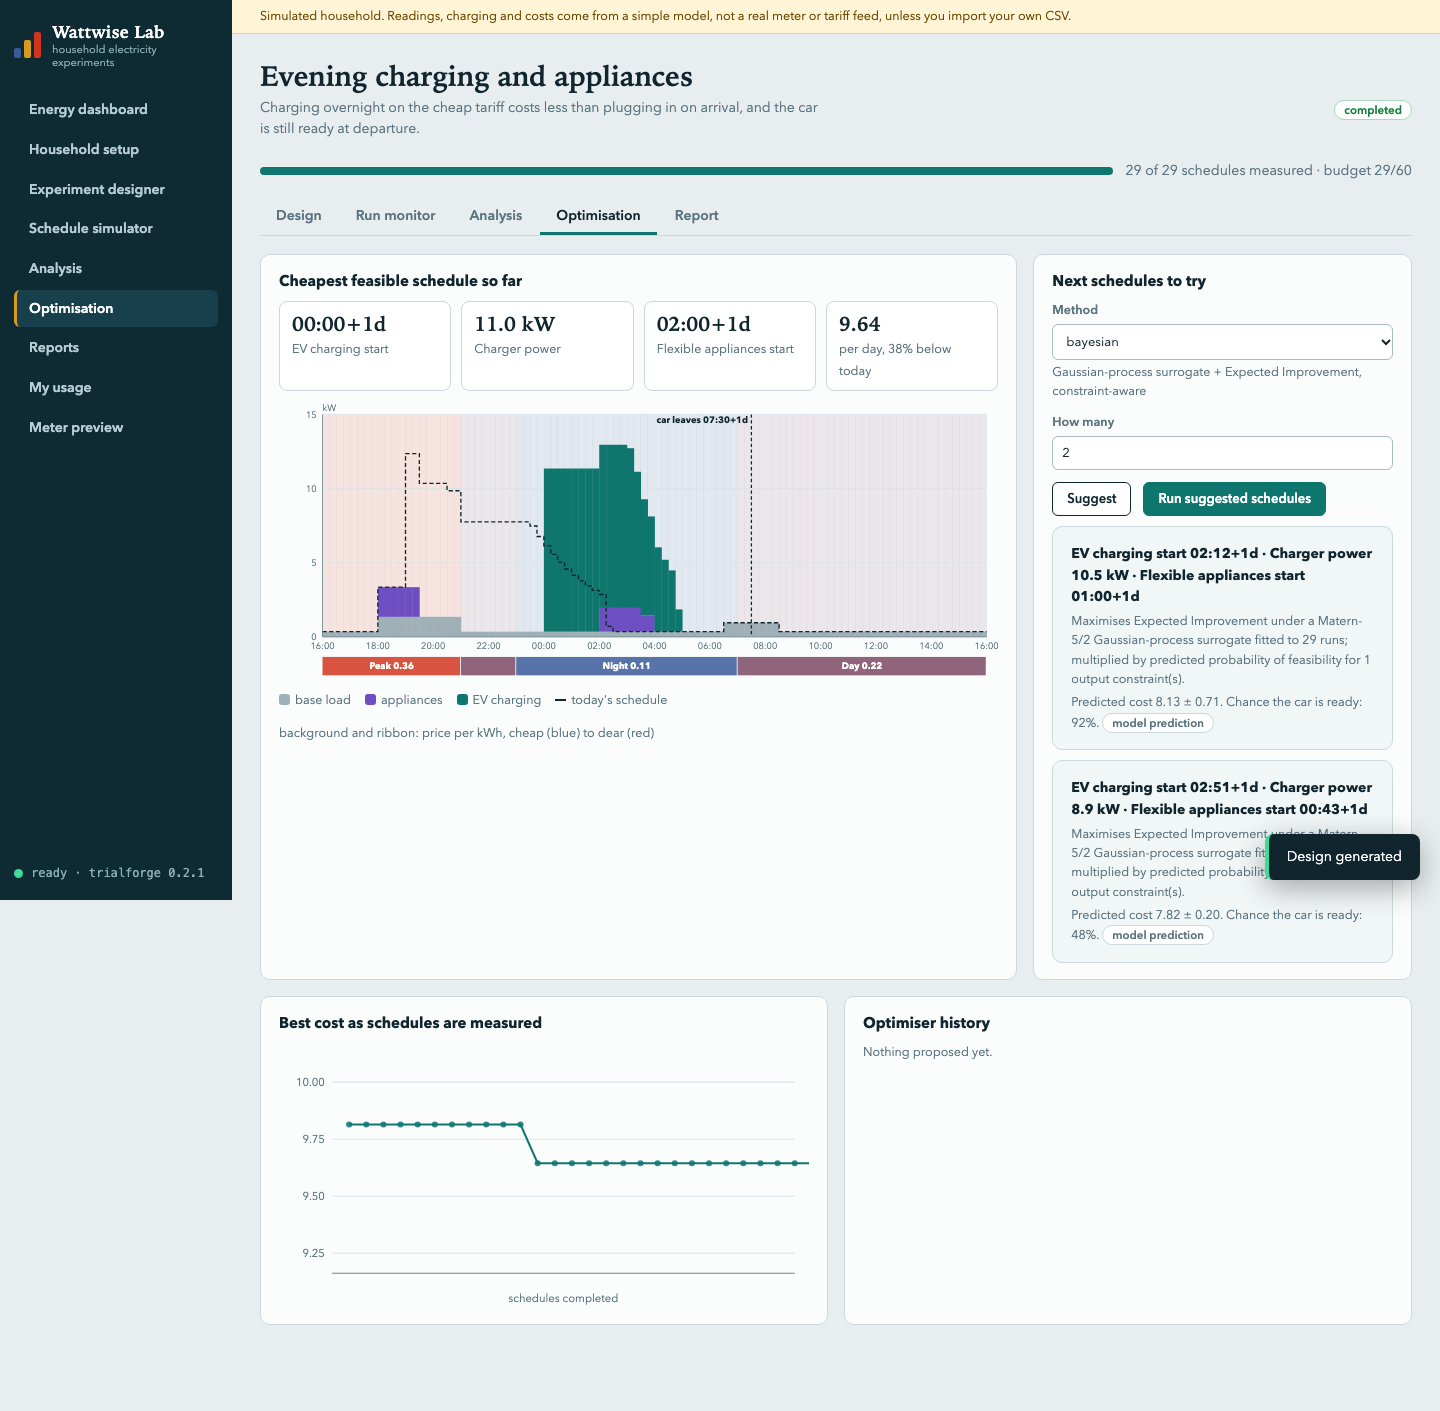 Simulated household. Readings, charging and costs come from a simple model, not a real meter or tariff feed, unless you import your own CSV.
Wattwise Lab
household electricity
experiments
Energy dashboard
Household setup
Experiment designer
Schedule simulator
Analysis
Optimisation
Reports
My usage
Meter preview
ready · trialforge 0.2.1
Evening charging and appliances
Charging overnight on the cheap tariff costs less than plugging in on arrival, and the car
is still ready at departure.
completed
29 of 29 schedules measured · budget 29/60
Design
Run monitor
Analysis
Optimisation
Report
Cheapest feasible schedule so far
00:00+1d
EV charging start
11.0 kW
Charger power
02:00+1d
Flexible appliances start
9.64
per day, 38% below
today
kW
15
10
5
0
car leaves 07:30+1d
16:00 18:00 20:00 22:00 00:00 02:00 04:00 06:00 08:00 10:00 12:00 14:00 16:00
Peak 0.36
Night 0.11
Day 0.22
base load
appliances
EV charging
today's schedule
background and ribbon: price per kWh, cheap (blue) to dear (red)
Next schedules to try
Method
bayesian
Gaussian-process surrogate + Expected Improvement,
constraint-aware
How many
2
Suggest
Run suggested schedules
EV charging start 02:12+1d · Charger power
10.5 kW · Flexible appliances start
01:00+1d
Maximises Expected Improvement under a Matern-
5/2 Gaussian-process surrogate fitted to 29 runs;
multiplied by predicted probability of feasibility for 1
output constraint(s).
Predicted cost 8.13 ± 0.71. Chance the car is ready:
92%. model prediction
EV charging start 02:51+1d · Charger power
8.9 kW · Flexible appliances start 00:43+1d
Maximises Expected Improvement under a Matern-
5/2 Gaussian-process surrogate
multiplied by predicted
output constraint(s).
Predicted cost 7.82 ± 0.20. Chance the car is ready:
48%. model prediction
Design generated
Best cost as schedules are measured
10.00
9.75
9.50
9.25
schedules completed
Optimiser history
Nothing proposed yet.